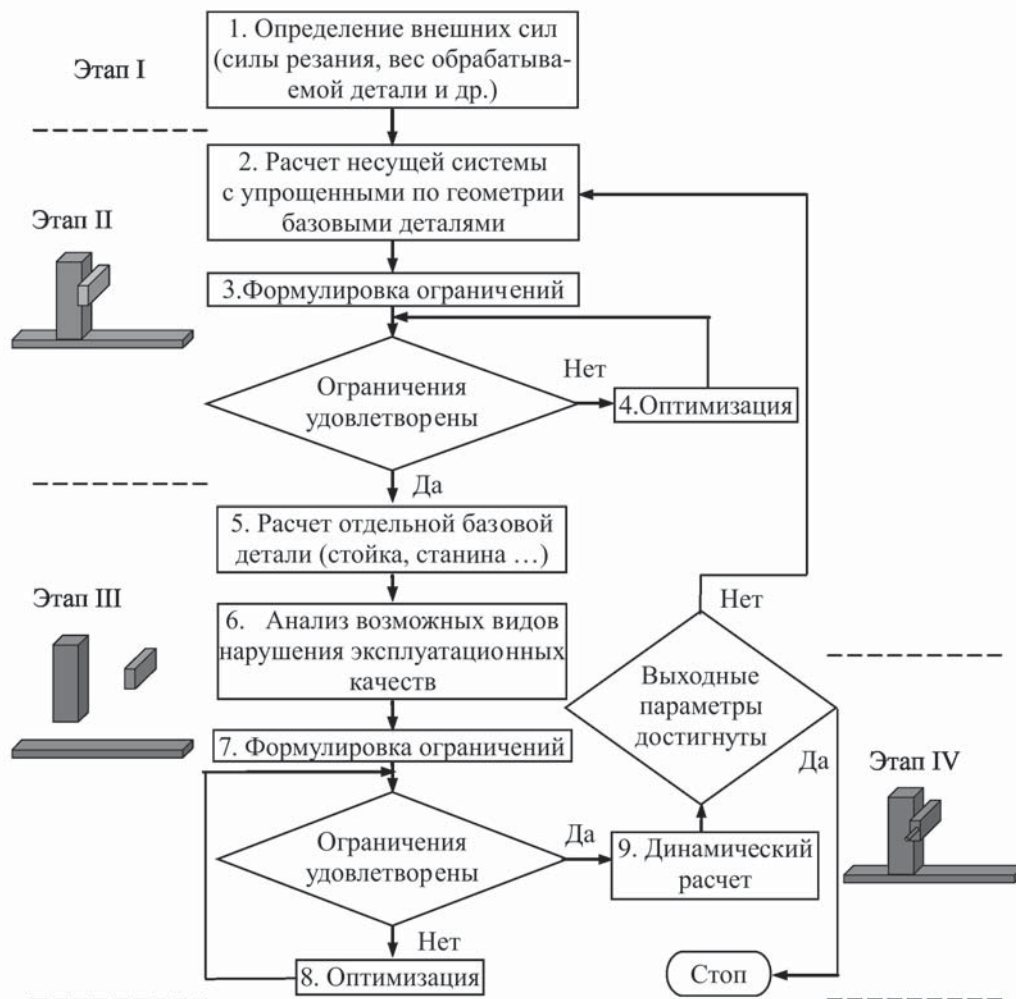 Этап I
1. Определение внешних сил
(силы резания, вес обрабатыва-
емой детали и др.)
Этап II
2. Расчет несущей системы
с упрощенными по геометрии
базовыми деталями
3.Формулировка ограничений
Ограничения
удовлетворены
Нет
4.Оптимизация
Да
Этап III
5. Расчет отдельной базовой
детали (стойка, станина ...)
6. Анализ возможных видов
нарушения эксплуатационных
качеств
7. Формулировка ограничений
Ограничения
удовлетворены
Нет
8. Оптимизация
Да
9. Динамический
расчет
Выходные
параметры
достигнуты
Нет
Да
Этап IV
Стоп